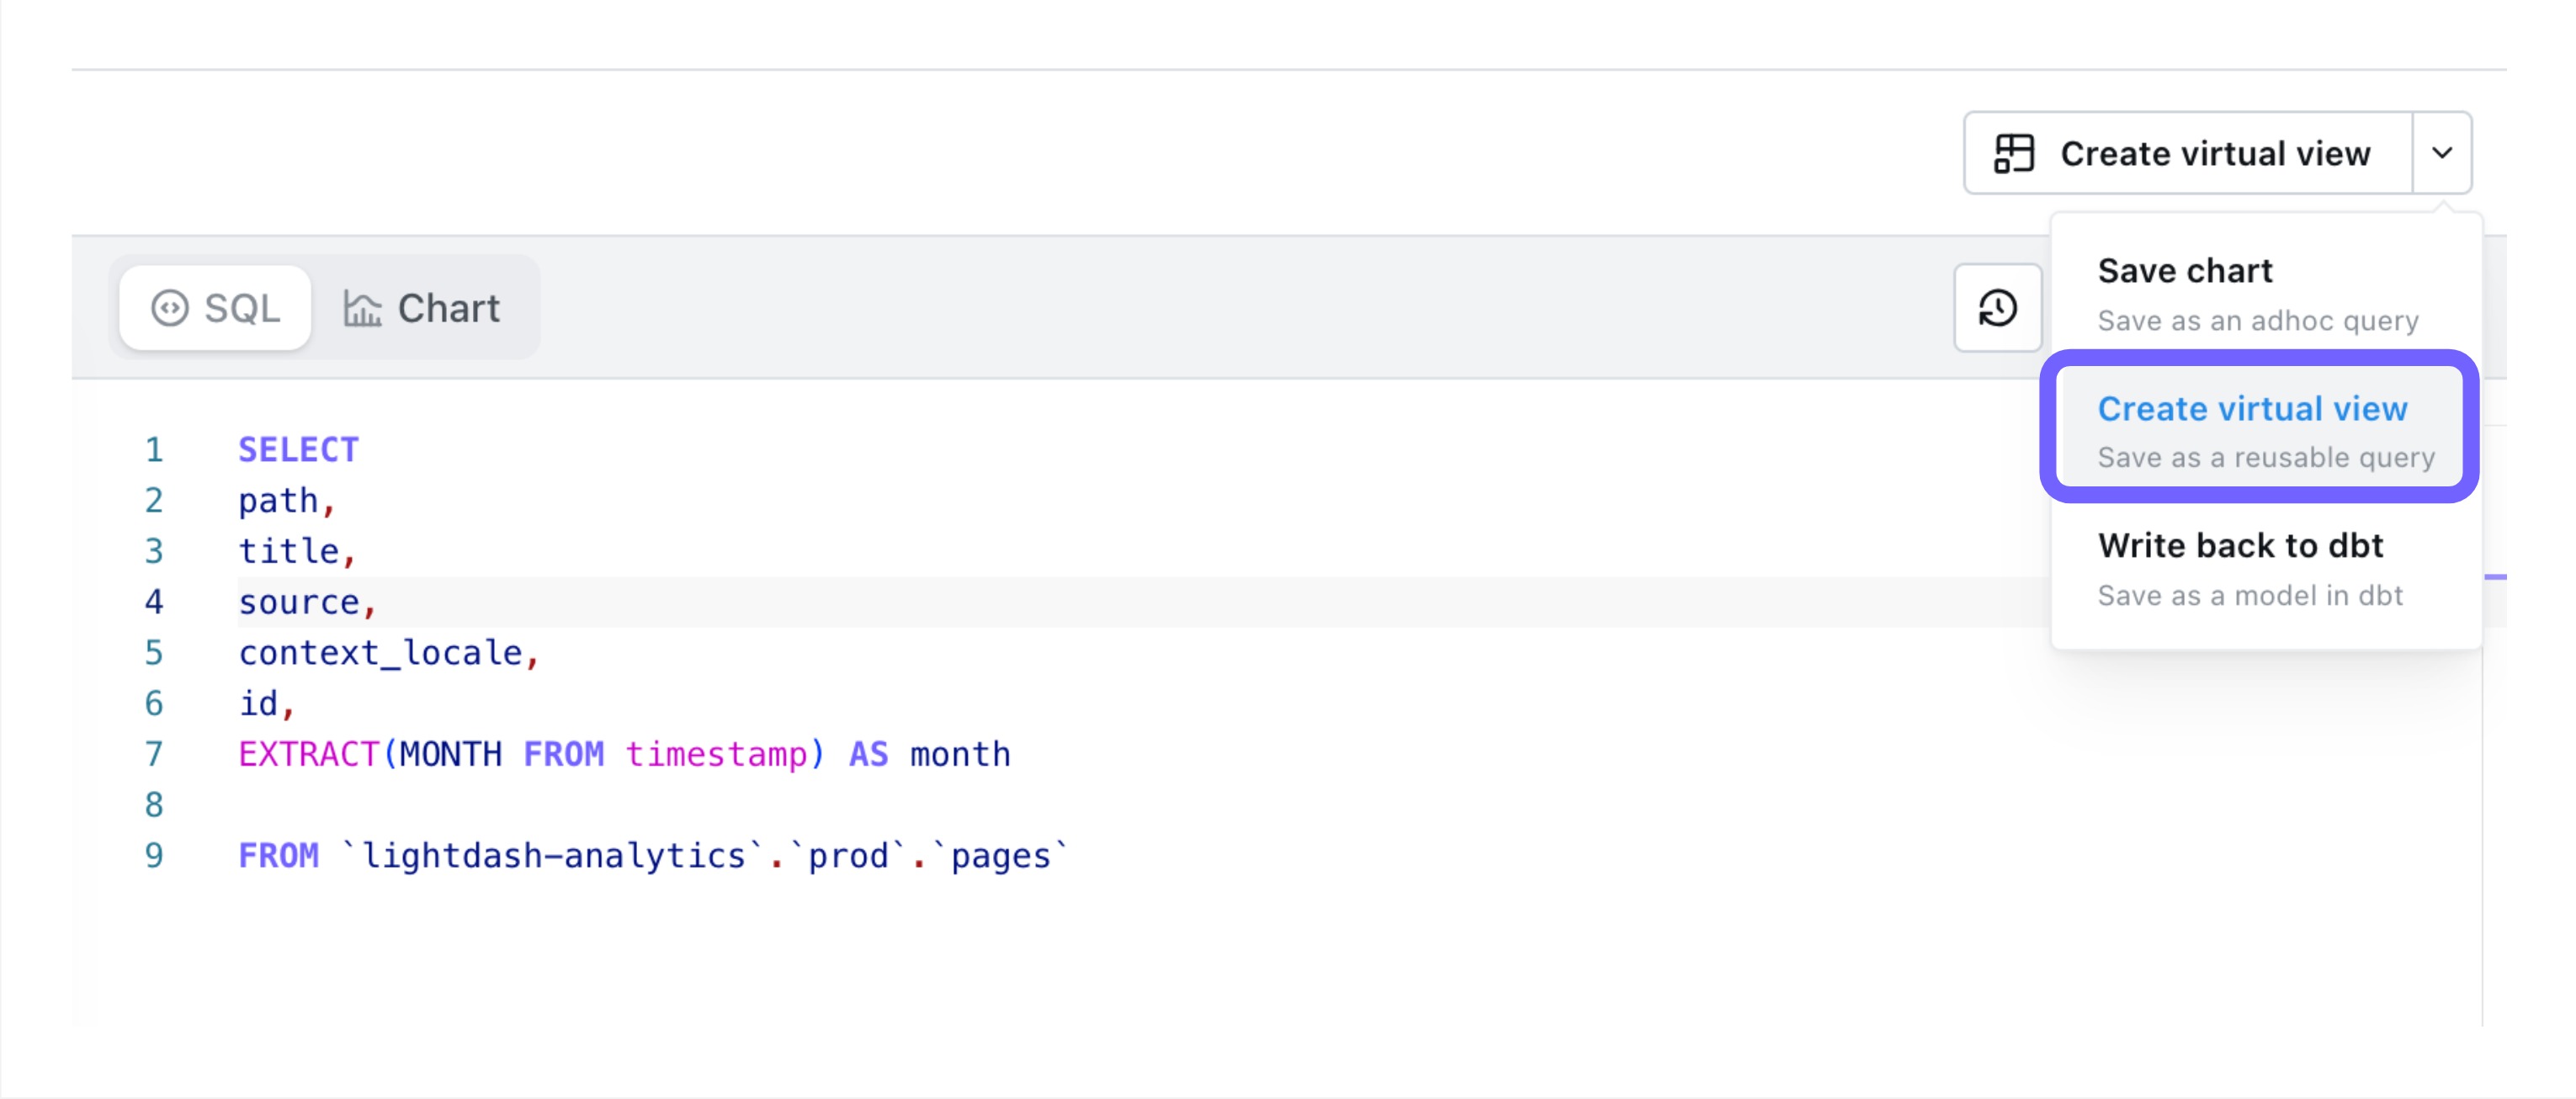 Create virtual view
SQL
Chart
Save chart
Save as an adhoc query
Create virtual view
Save as a reusable query
Write back to dbt
Save as a model in dbt
1 SELECT
2 path,
3 title,
4 source,
5 context_locale,
6 id,
7 EXTRACT(MONTH FROM timestamp) AS month
8
9 FROM `lightdash-analytics`.`prod`.`pages`